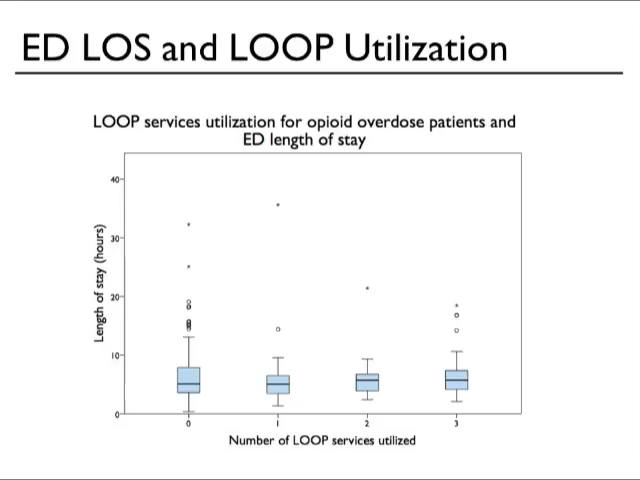 ED LOS and LOOP Utilization
LOOP services utilization for opioid overdose patients and
ED length of stay
Length of stay (hours)
40
30
20
10
0
0
1
2
3
Number of LOOP services utilized